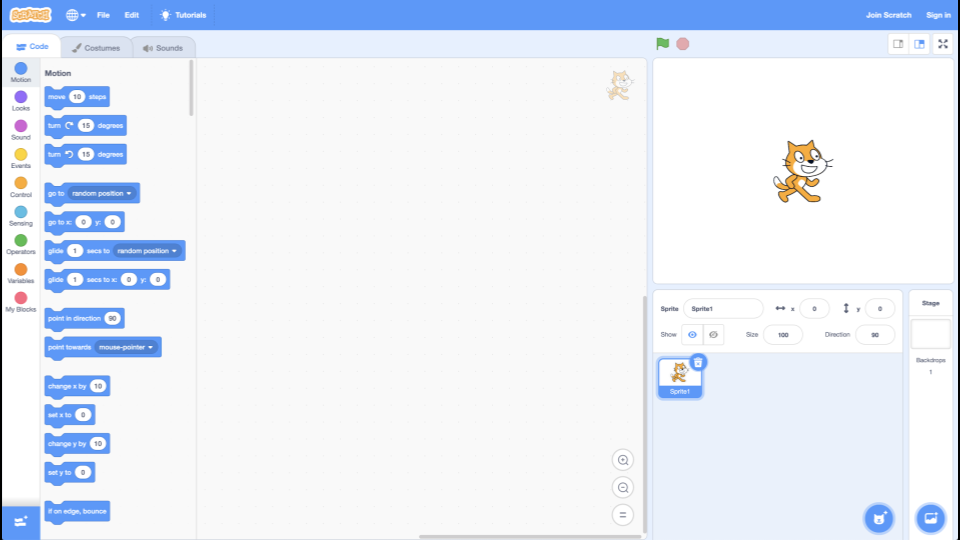 SCRATCH
File Edit Tutorials
Join Scratch Sign in
Code Costumes Sounds
Motion
Looks
Sound
Events
Control
Sensing
Operators
Variables
My Blocks
Motion
move 10 steps
turn 15 degrees
turn 15 degrees
go to random position
go to x: 0 y: 0
glide 1 secs to random position
glide 1 secs to x: 0 y: 0
point in direction 90
point towards mouse-pointer
change x by 10
set x to 0
change y by 10
set y to 0
if on edge, bounce
Sprite Sprite1 x 0 y 0
Show Size 100 Direction 90
Sprite1
Stage
Backdrops
1